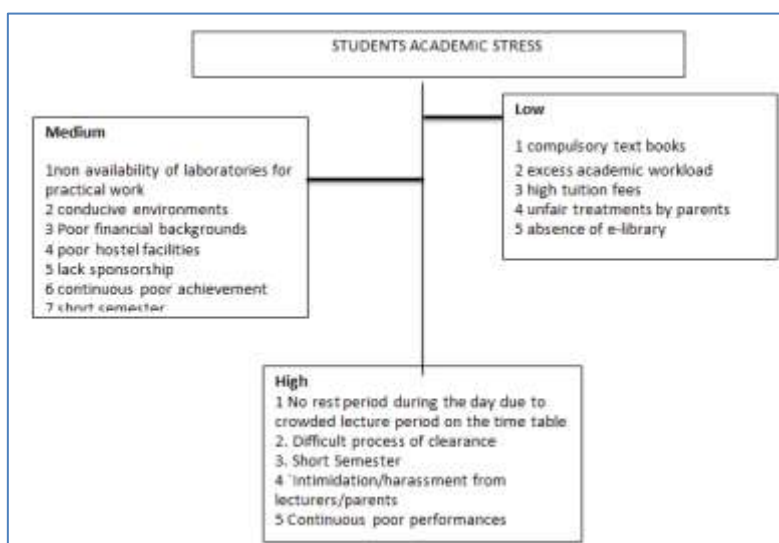 STUDENTS ACADEMIC STRESS
Medium
1non availability of laboratories for
practical work
2 conducive environments
3 Poor financial backgrounds
4 poor hostel facilities
5 lack sponsorship
6 continuous poor achievement
7 short semester
Low
1 compulsory text books
2 excess academic workload
3 high tuition fees
4 unfair treatments by parents
5 absence of e-library
High
1 No rest period during the day due to
crowded lecture period on the time table
2. Difficult process of clearance
3. Short Semester
4 `Intimidation/harassment from
lecturers/parents
5 Continuous poor performances